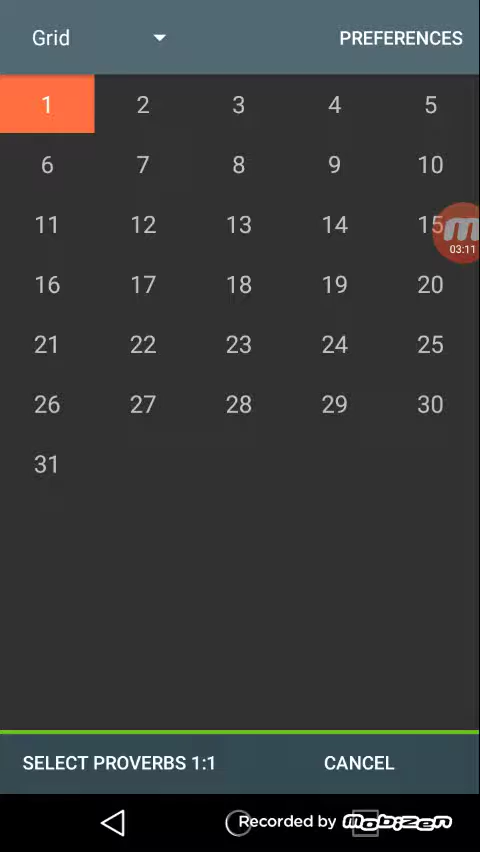 Grid PREFERENCES
1 2 3 4 5
6 7 8 9 10
11 12 13 14 15
03:11
16 17 18 19 20
21 22 23 24 25
26 27 28 29 30
31
SELECT PROVERBS 1:1 CANCEL
Recorded by mobizen